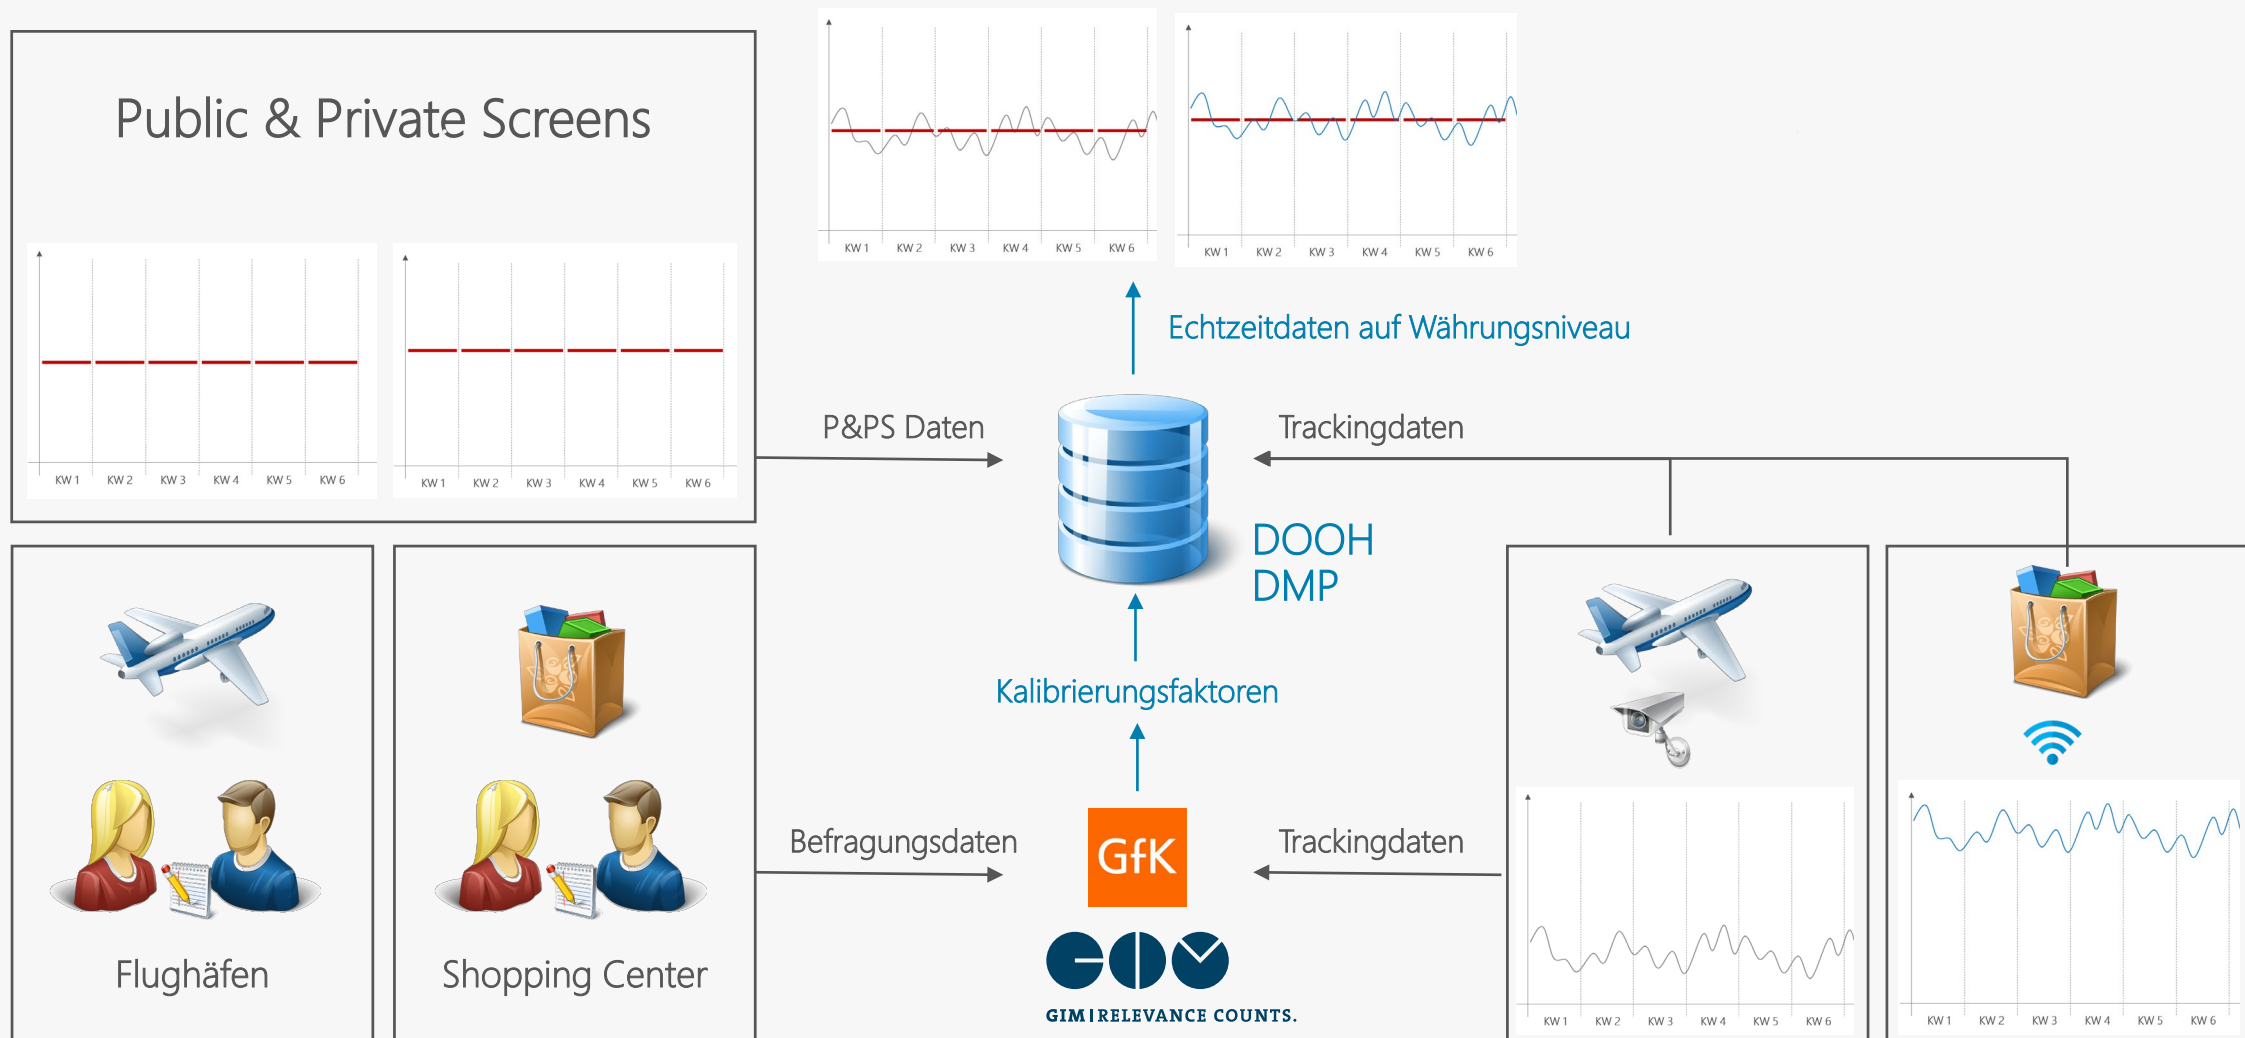 Public & Private Screens
KW 1 KW 2 KW 3 KW 4 KW 5 KW 6
KW 1 KW 2 KW 3 KW 4 KW 5 KW 6
KW 1 KW 2 KW 3 KW 4 KW 5 KW 6
KW 1 KW 2 KW 3 KW 4 KW 5 KW 6
Echtzeitdaten auf Währungsniveau
P&PS Daten
Trackingdaten
DOOH
DMP
Kalibrierungsfaktoren
Befragungsdaten
GfK
Trackingdaten
Flughäfen
Shopping Center
GIM
GIM|RELEVANCE COUNTS.
KW 1 KW 2 KW 3 KW 4 KW 5 KW 6
KW 1 KW 2 KW 3 KW 4 KW 5 KW 6